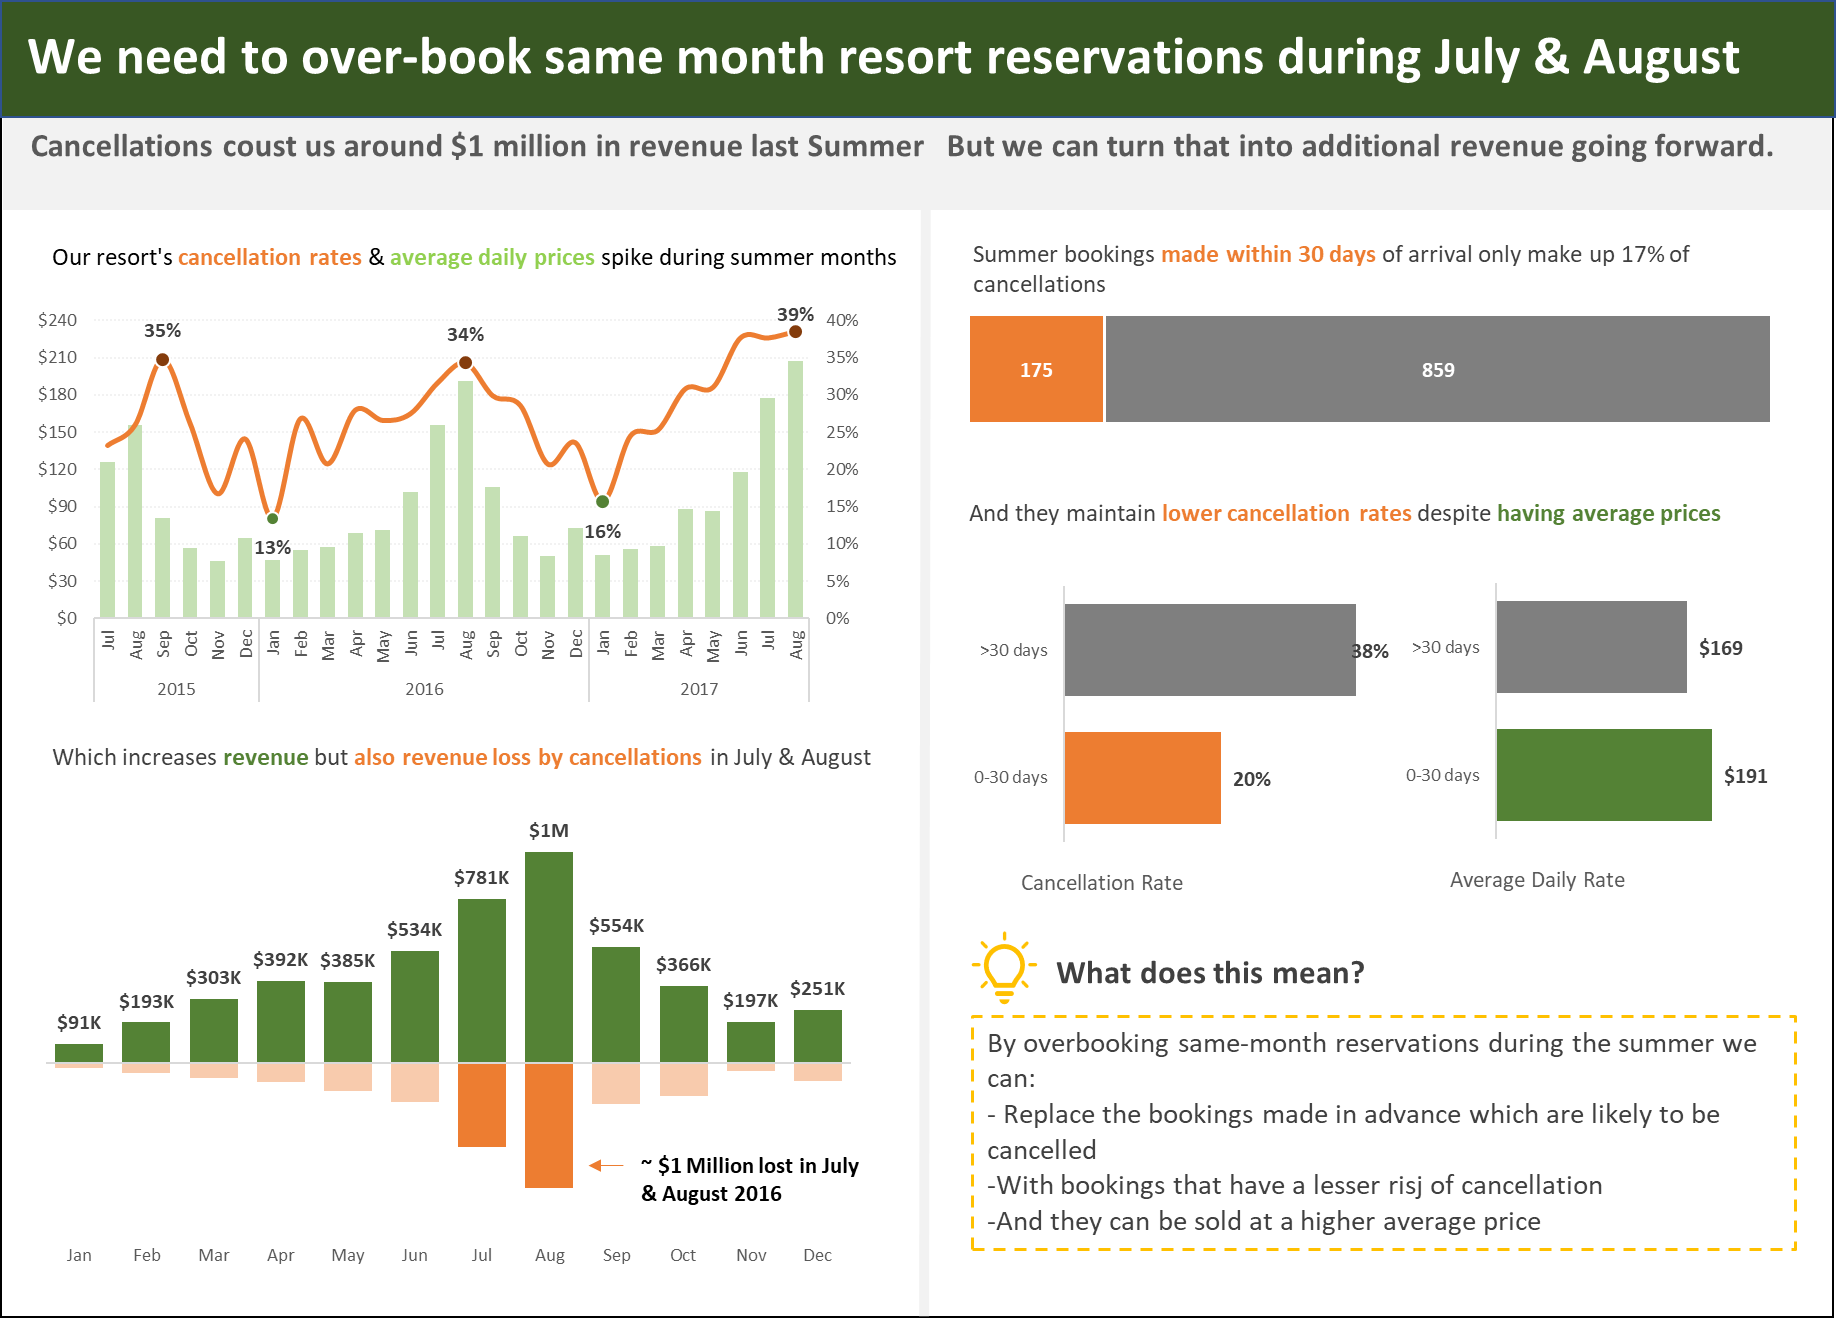 We need to over-book same month resort reservations during July & August
Cancellations coust us around $1 million in revenue last Summer
But we can turn that into additional revenue going forward.
Our resort's cancellation rates & average daily prices spike during summer months
$240
$210
$180
$150
$120
$90
$60
$30
$0
35%
13%
34%
16%
39%
40%
35%
30%
25%
20%
15%
10%
5%
0%
Jul Aug Sep Oct Nov Dec Jan Feb Mar Apr May Jun Jul Aug Sep Oct Nov Dec Jan Feb Mar Apr May Jun Jul Aug
2015 2016 2017
Which increases revenue but also revenue loss by cancellations in July & August
$91K
$193K
$303K
$392K
$385K
$534K
$781K
$1M
$554K
$366K
$197K
$251K
~ $1 Million lost in July
& August 2016
Jan Feb Mar Apr May Jun Jul Aug Sep Oct Nov Dec
Summer bookings made within 30 days of arrival only make up 17% of
cancellations
175 859
And they maintain lower cancellation rates despite having average prices
>30 days 38%
0-30 days 20%
Cancellation Rate
>30 days $169
0-30 days $191
Average Daily Rate
What does this mean?
By overbooking same-month reservations during the summer we
can:
- Replace the bookings made in advance which are likely to be
cancelled
-With bookings that have a lesser risj of cancellation
-And they can be sold at a higher average price